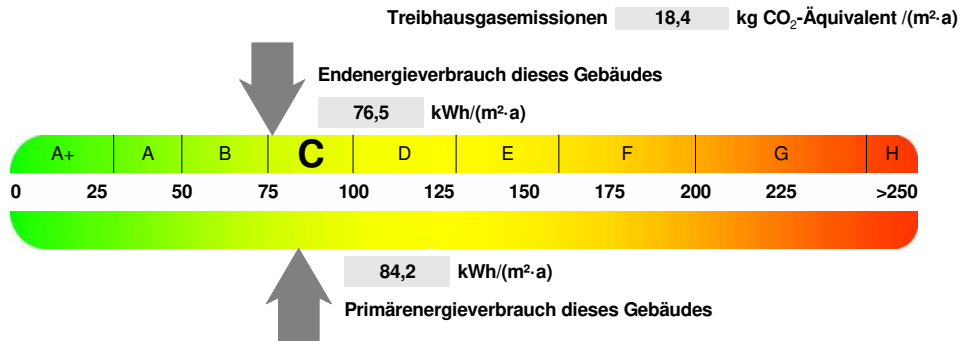 Treibhausgasemissionen 18,4 kg CO₂-Äquivalent /(m²·a)
Endenergieverbrauch dieses Gebäudes
76,5 kWh/(m²·a)
A+ A B C D E F G H
0 25 50 75 100 125 150 175 200 225 >250
84,2 kWh/(m²·a)
Primärenergieverbrauch dieses Gebäudes